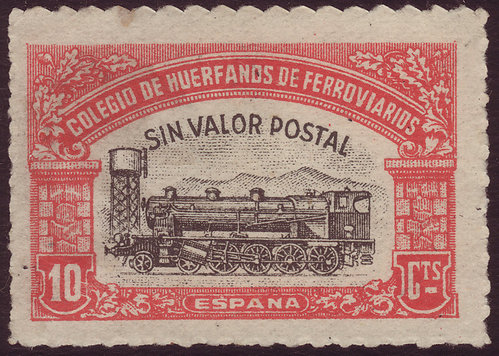 COLEGIO DE HUERFANOS DE FERROVIARIOS
SIN VALOR POSTAL
10 CTS
ESPAÑA